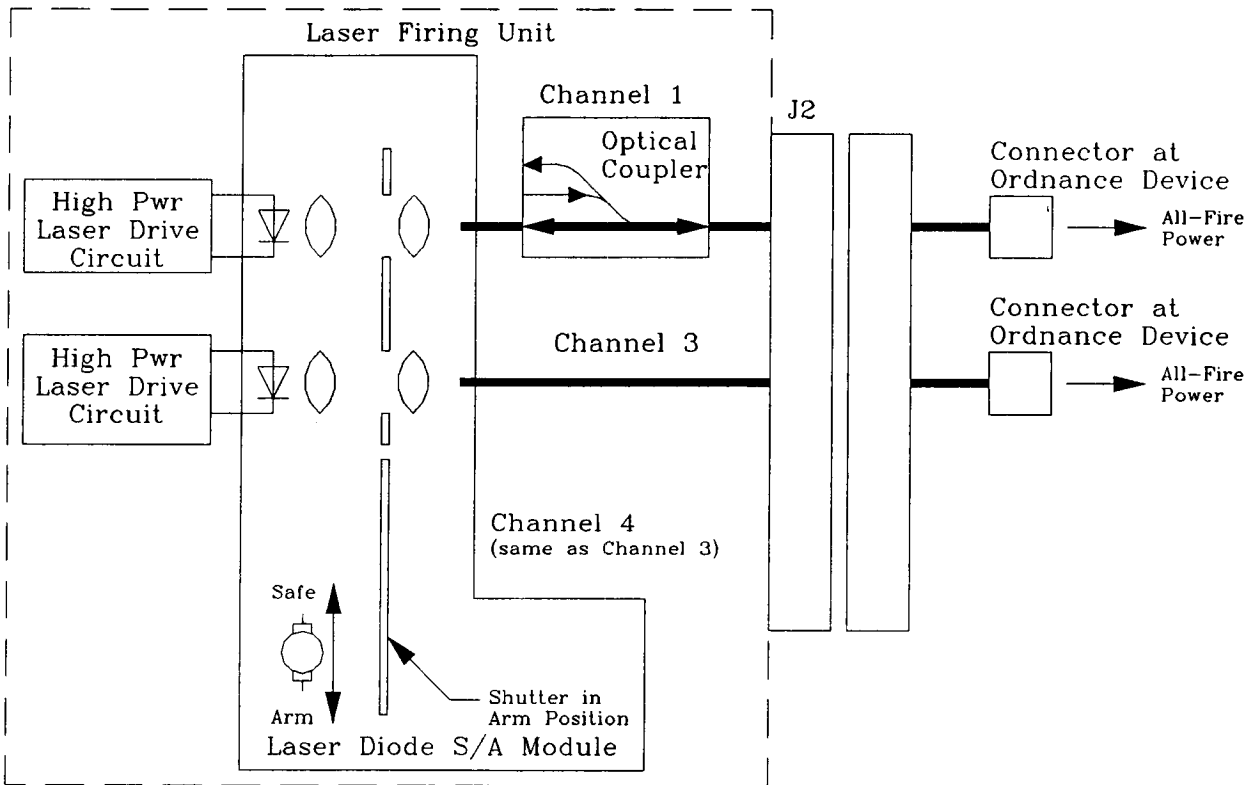 Laser Firing Unit
Channel 1
J2
Optical
Coupler
Connector at
Ordnance Device
High Pwr
Laser Drive
Circuit
All-Fire
Power
Connector at
Ordnance Device
Channel 3
High Pwr
Laser Drive
Circuit
All-Fire
Power
Channel 4
(same as Channel 3)
Safe
Arm
Shutter in
Arm Position
Laser Diode S/A Module